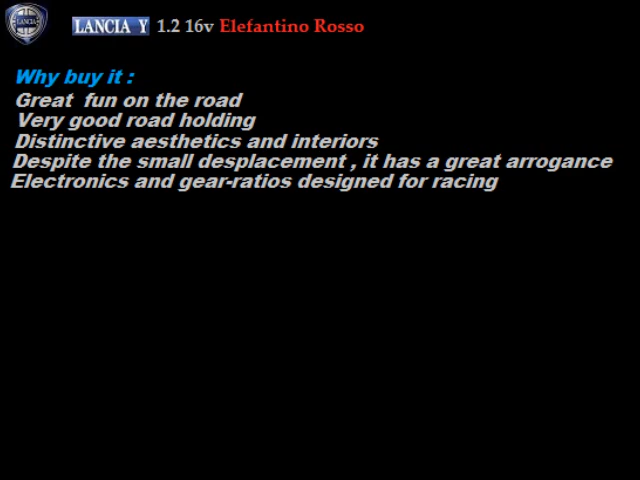 LANCIA
LANCIA Y 1.2 16v Elefantino Rosso
Why buy it :
Great  fun on the road
Very good road holding
Distinctive aesthetics and interiors
Despite the small desplacement , it has a great arrogance
Electronics and gear-ratios designed for racing